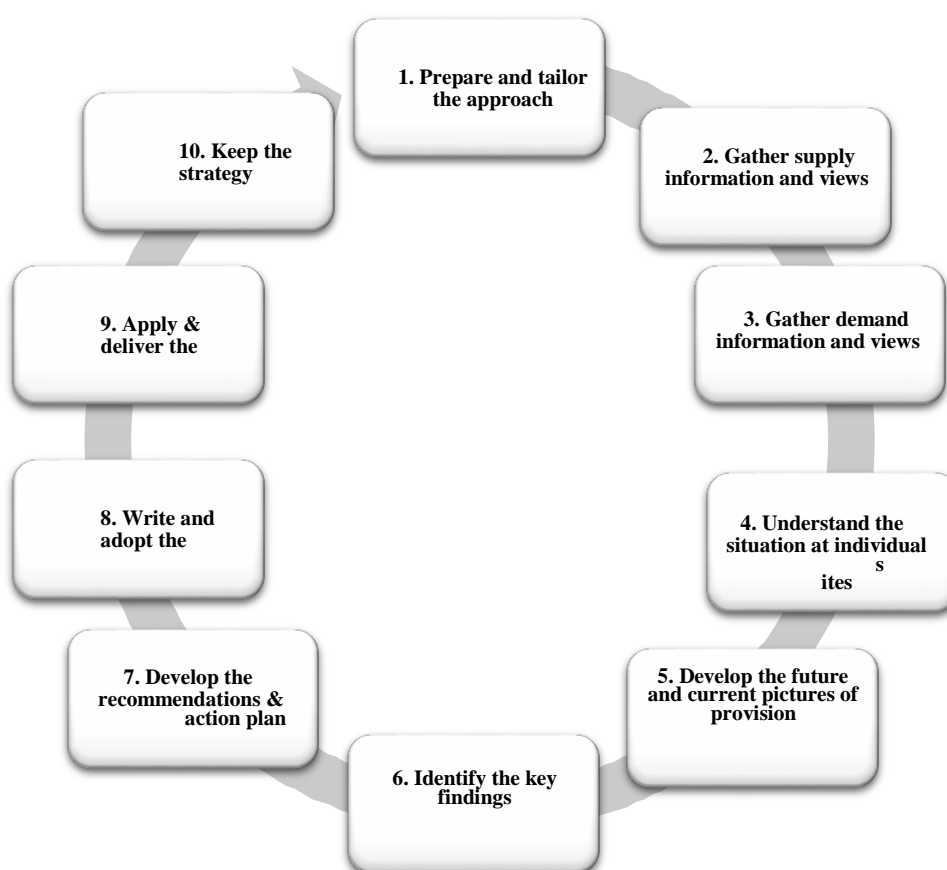 1. Prepare and tailor
the approach
2. Gather supply
information and views
3. Gather demand
information and views
4. Understand the
situation at individual
s
ites
5. Develop the future
and current pictures of
provision
6. Identify the key
findings
7. Develop the
recommendations &
action plan
8. Write and
adopt the
9. Apply &
deliver the
10. Keep the
strategy